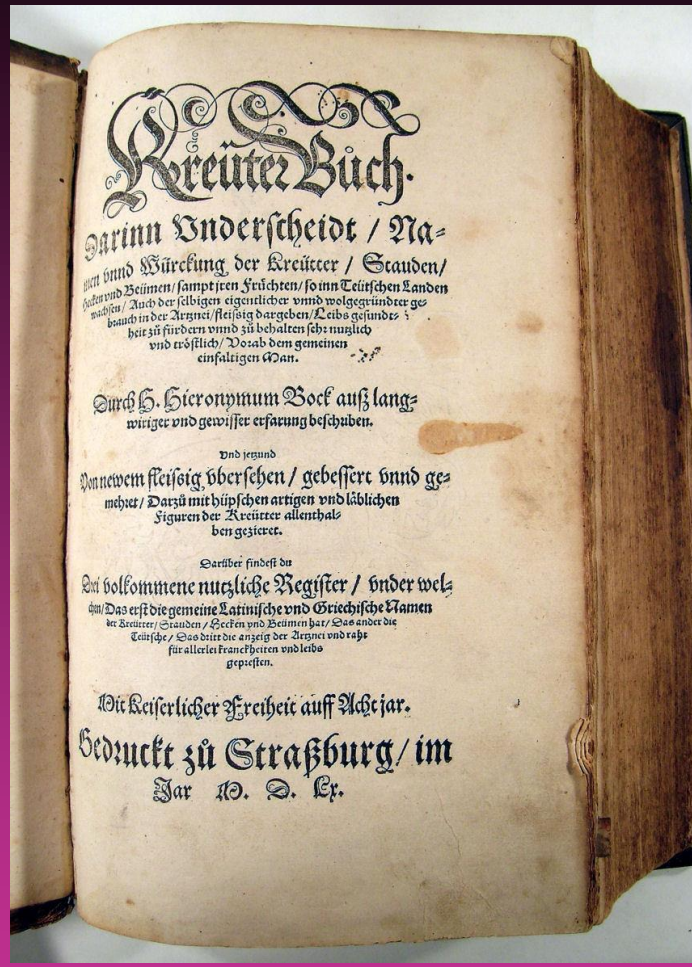 Kreüter Bůch.
Darinn Vnderscheidt / Na-
men vnnd Würckung der Kreütter / Stauden /
Hecken vnd Beümen / sampt jren Früchten / so inn Teütschen Landen
wachsen / Auch der selbigen eigentlicher vnnd wolgegründter ge-
brauch in der Artznei / fleissig dargeben / Leibs gesundt-
heit zů fürdern vnnd zů behalten sehr nutzlich
vnd tröstlich / Vorab dem gemeinen
einfaltigen Man.
Durch H. Hieronymum Bock auß lang-
wiriger vnd gewisser erfarung beschriben.
Vnd jetzund
Von newem fleissig vbersehen / gebessert vnnd ge-
mehret / Darzů mit hüpschen artigen vnd läblichen
Figuren der Kreütter allenthal-
ben gezieret.
Darüber findest du
Drei volkommene nutzliche Register / vnder wel-
chen / Das erst die gemeine Latinische vnd Griechische Namen
der Kreütter / Stauden / Hecken vnd Beümen hat / Das ander die
Teütsche / Das dritt die anzeig der Artznei vnd raht
für allerlei kranckheiten vnd leibs
gepresten.
Mit Keiserlicher Freiheit auff Acht jar.
Gedruckt zů Straßburg / im
Jar M. D. Lx.